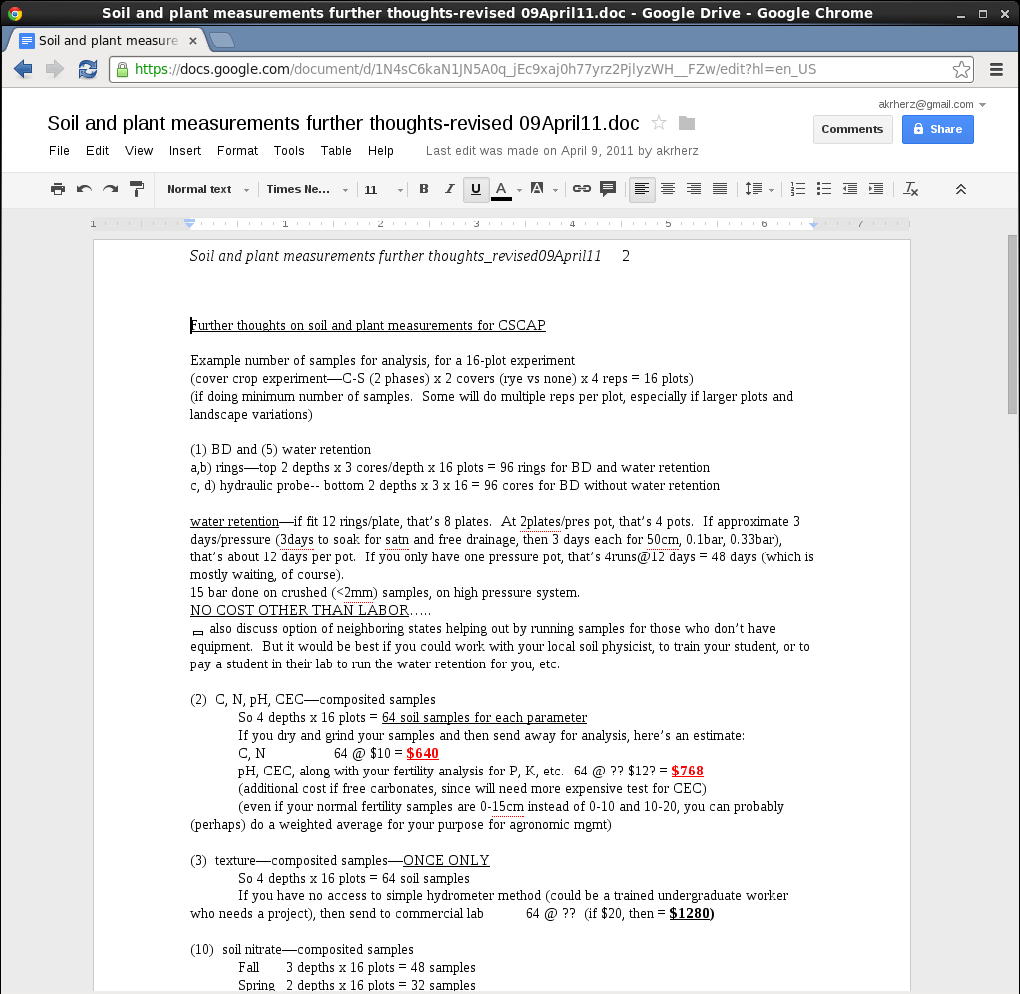 Soil and plant measurements further thoughts-revised 09April11.doc - Google Drive - Google Chrome
Soil and plant measure
https://docs.google.com/document/d/1N4sC6kaN1JN5A0q_jEc9xaj0h77yrz2PjlyzWH__FZw/edit?hl=en_US
akrherz@gmail.com
Soil and plant measurements further thoughts-revised 09April11.doc
Comments Share
File Edit View Insert Format Tools Table Help Last edit was made on April 9, 2011 by akrherz
Normal text Times Ne... 11 B I U A A
1 1 2 3 4 5 6 7
Soil and plant measurements further thoughts_revised09April11 2
Further thoughts on soil and plant measurements for CSCAP
Example number of samples for analysis, for a 16-plot experiment
(cover crop experiment—C-S (2 phases) x 2 covers (rye vs none) x 4 reps = 16 plots)
(if doing minimum number of samples. Some will do multiple reps per plot, especially if larger plots and
landscape variations)
(1) BD and (5) water retention
a,b) rings—top 2 depths x 3 cores/depth x 16 plots = 96 rings for BD and water retention
c, d) hydraulic probe-- bottom 2 depths x 3 x 16 = 96 cores for BD without water retention
water retention—if fit 12 rings/plate, that's 8 plates. At 2plates/pres pot, that's 4 pots. If approximate 3
days/pressure (3days to soak for satn and free drainage, then 3 days each for 50cm, 0.1bar, 0.33bar),
that's about 12 days per pot. If you only have one pressure pot, that's 4runs@12 days = 48 days (which is
mostly waiting, of course).
15 bar done on crushed (<2mm) samples, on high pressure system.
NO COST OTHER THAN LABOR…..
also discuss option of neighboring states helping out by running samples for those who don't have
equipment. But it would be best if you could work with your local soil physicist, to train your student, or to
pay a student in their lab to run the water retention for you, etc.
(2) C, N, pH, CEC—composited samples
So 4 depths x 16 plots = 64 soil samples for each parameter
If you dry and grind your samples and then send away for analysis, here's an estimate:
C, N 64 @ $10 = $640
pH, CEC, along with your fertility analysis for P, K, etc. 64 @ ?? $12? = $768
(additional cost if free carbonates, since will need more expensive test for CEC)
(even if your normal fertility samples are 0-15cm instead of 0-10 and 10-20, you can probably
(perhaps) do a weighted average for your purpose for agronomic mgmt)
(3) texture—composited samples—ONCE ONLY
So 4 depths x 16 plots = 64 soil samples
If you have no access to simple hydrometer method (could be a trained undergraduate worker
who needs a project), then send to commercial lab 64 @ ?? (if $20, then = $1280)
(10) soil nitrate—composited samples
Fall 3 depths x 16 plots = 48 samples
Spring 2 depths x 16 plots = 32 samples